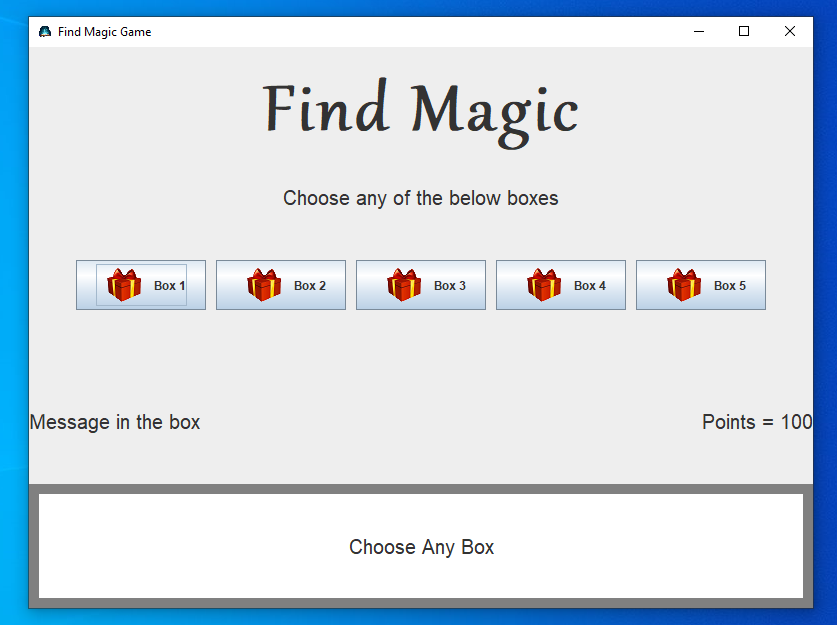 Find Magic Game
Find Magic
Choose any of the below boxes
Box 1 Box 2 Box 3 Box 4 Box 5
Message in the box Points = 100
Choose Any Box